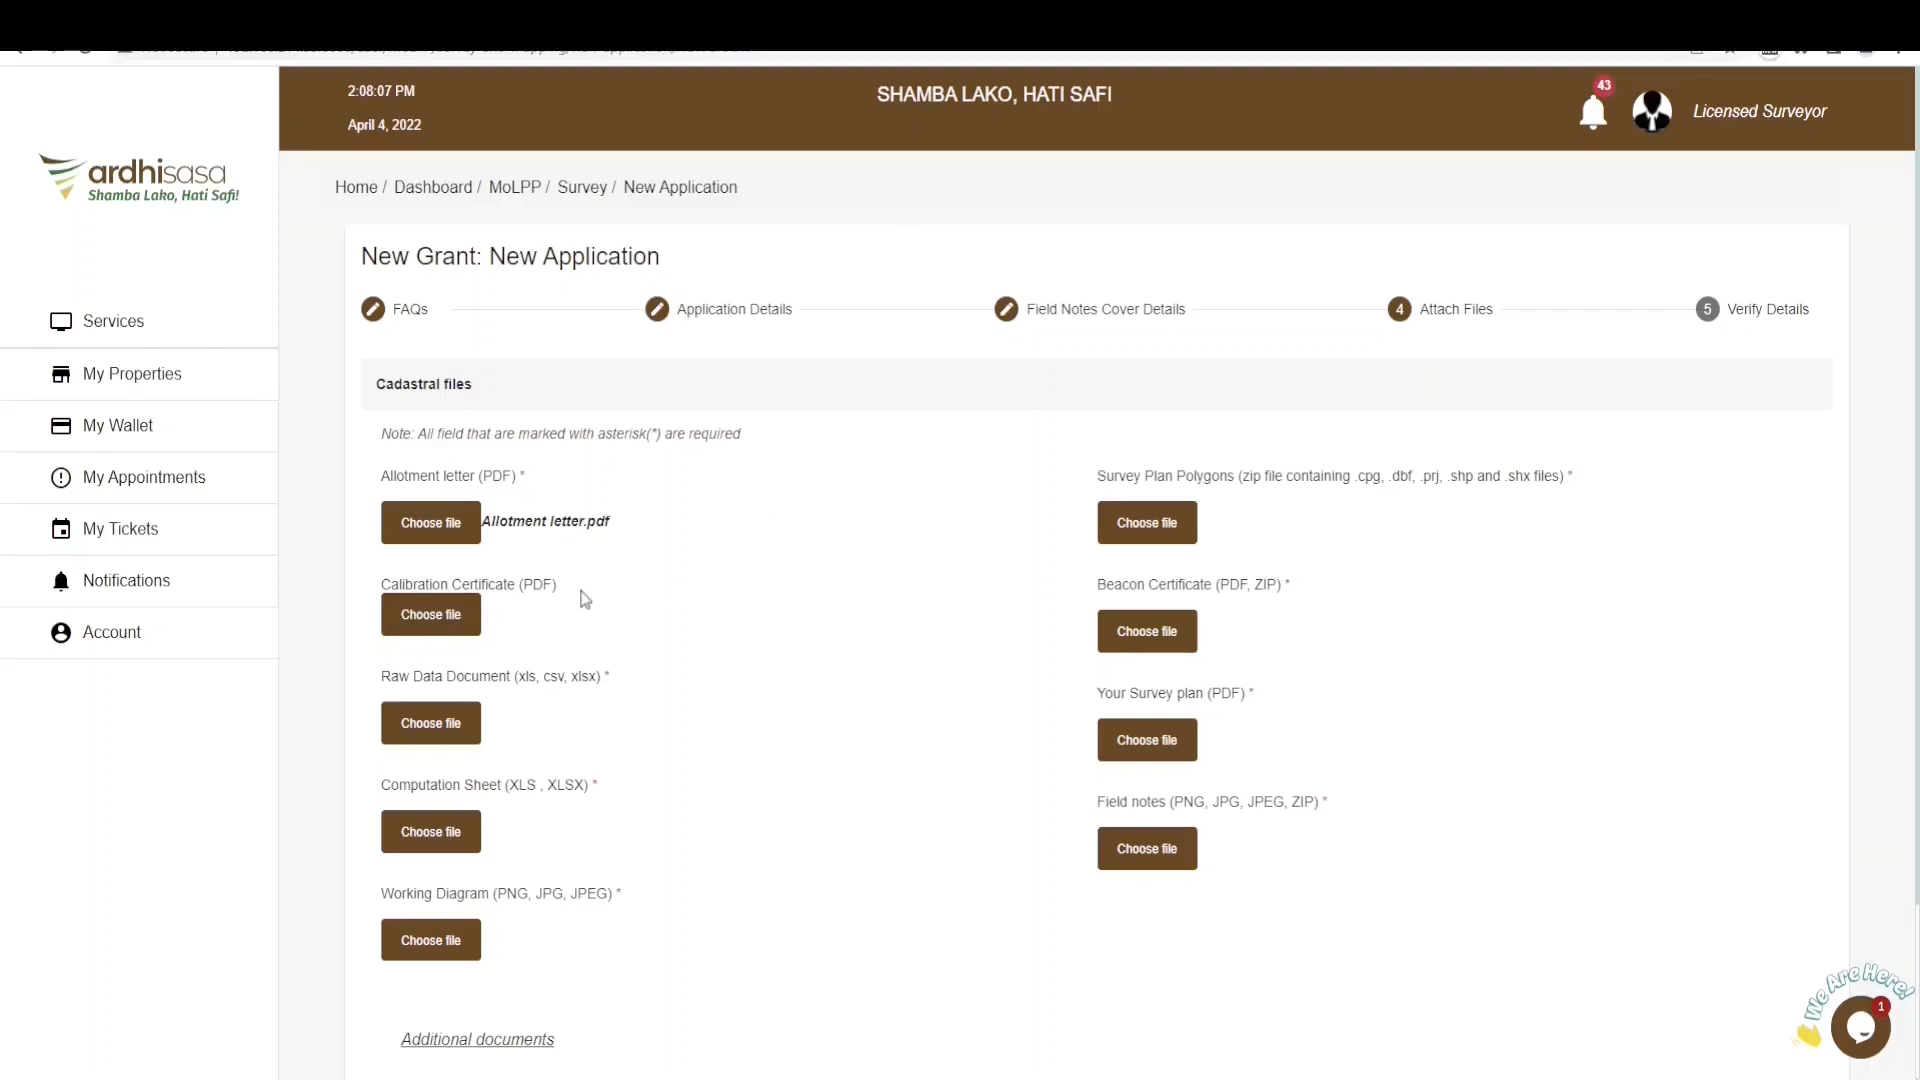 2:08:07 PM
SHAMBA LAKO, HATI SAFI
43
Licensed Surveyor
April 4, 2022
ardhisasa
Shamba Lako, Hati Safi!
Home / Dashboard / MoLPP / Survey / New Application
New Grant: New Application
FAQs
Application Details
Field Notes Cover Details
4 Attach Files
5 Verify Details
Services
My Properties
My Wallet
My Appointments
My Tickets
Notifications
Account
Cadastral files
Note: All field that are marked with asterisk(*) are required
Allotment letter (PDF) *
Choose file Allotment letter.pdf
Calibration Certificate (PDF)
Choose file
Raw Data Document (xls, csv, xlsx) *
Choose file
Computation Sheet (XLS , XLSX) *
Choose file
Working Diagram (PNG, JPG, JPEG) *
Choose file
Survey Plan Polygons (zip file containing .cpg, .dbf, .prj, .shp and .shx files) *
Choose file
Beacon Certificate (PDF, ZIP) *
Choose file
Your Survey plan (PDF) *
Choose file
Field notes (PNG, JPG, JPEG, ZIP) *
Choose file
Additional documents
We Are Here!
1